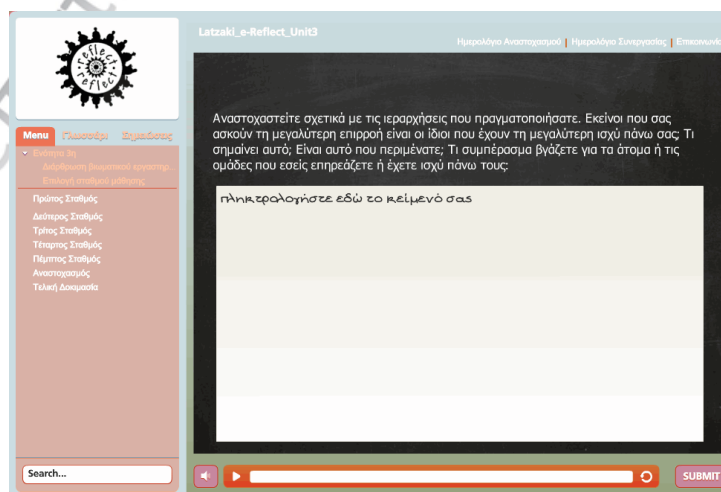 Latzaki_e-Reflect_Unit3
Ημερολόγιο Αναστοχασμού | Ημερολόγιο Συνεργασίας | Επικοινωνία
reflect
reflect
Menu Γλωσσάρι Σημειώσεις
Ενότητα 3η
Διάρθρωση βιωματικού εργαστηρ...
Επιλογή σταθμού μάθησης
Πρώτος Σταθμός
Δεύτερος Σταθμός
Τρίτος Σταθμός
Τέταρτος Σταθμός
Πέμπτος Σταθμός
Αναστοχασμός
Τελική Δοκιμασία
Αναστοχαστείτε σχετικά με τις ιεραρχήσεις που πραγματοποιήσατε. Εκείνοι που σας
ασκούν τη μεγαλύτερη επιρροή είναι οι ίδιοι που έχουν τη μεγαλύτερη ισχύ πάνω σας; Τι
σημαίνει αυτό; Είναι αυτό που περιμένατε; Τι συμπέρασμα βγάζετε για τα άτομα ή τις
ομάδες που εσείς επηρεάζετε ή έχετε ισχύ πάνω τους;
πληκτρολογήστε εδώ το κείμενό σας
Search...
SUBMIT